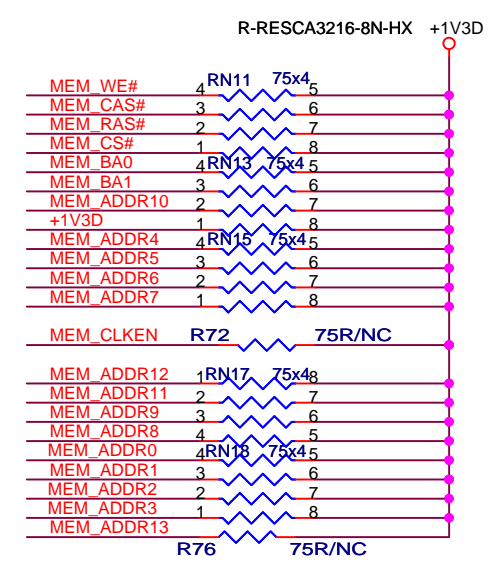 R-RESCA3216-8N-HX +1V3D
MEM_WE# 4 RN11 75x4 5
MEM_CAS# 3 6
MEM_RAS# 2 7
MEM_CS# 1 8
MEM_BA0 4 RN13 75x4 5
MEM_BA1 3 6
MEM_ADDR10 2 7
+1V3D 1 8
MEM_ADDR4 4 RN15 75x4 5
MEM_ADDR5 3 6
MEM_ADDR6 2 7
MEM_ADDR7 1 8
MEM_CLKEN R72 75R/NC
MEM_ADDR12 1 RN17 75x4 8
MEM_ADDR11 2 7
MEM_ADDR9 3 6
MEM_ADDR8 4 5
MEM_ADDR0 4 RN18 75x4 5
MEM_ADDR1 3 6
MEM_ADDR2 2 7
MEM_ADDR3 1 8
MEM_ADDR13
R76 75R/NC